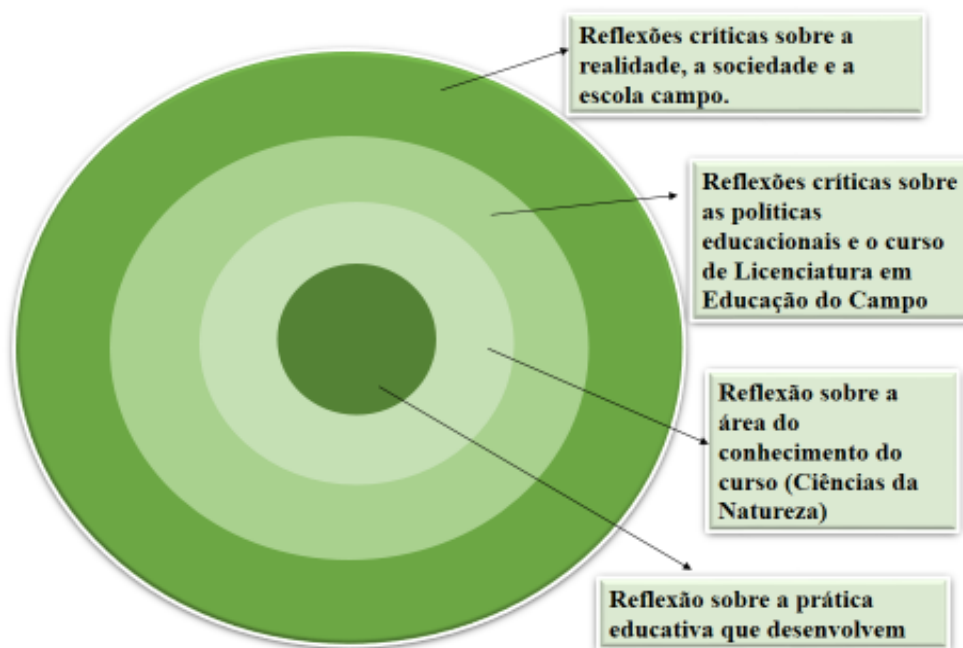 Reflexões críticas sobre a
realidade, a sociedade e a
escola campo.
Reflexões críticas sobre
as políticas
educacionais e o curso
de Licenciatura em
Educação do Campo
Reflexão sobre a
área do
conhecimento do
curso (Ciências da
Natureza)
Reflexão sobre a prática
educativa que desenvolvem